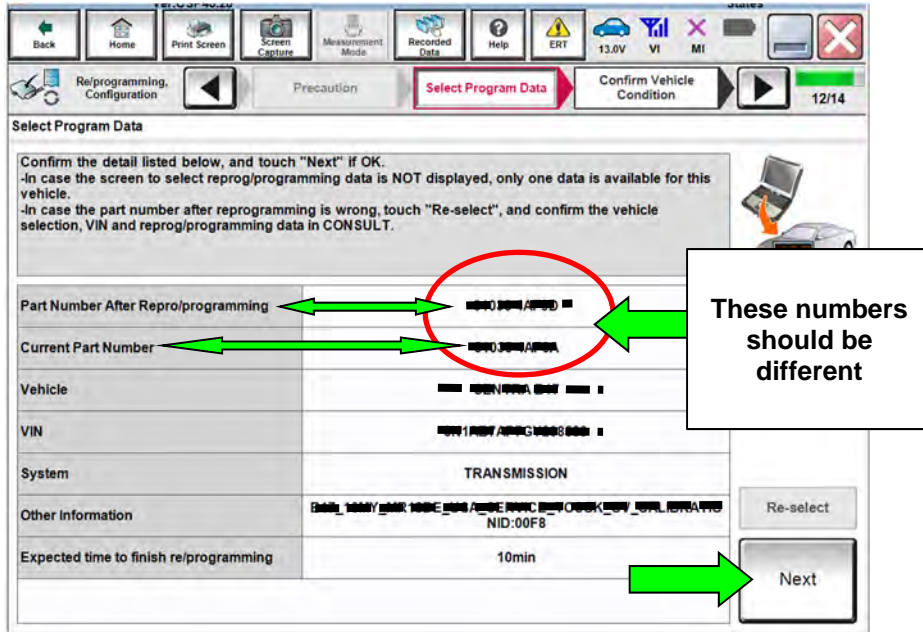 Back
Home
Print Screen
Screen
Capture
Measurement
Mode
Recorded
Data
Help
ERT
13.0V
VI
MI
Re/programming,
Configuration
Precaution
Select Program Data
Confirm Vehicle
Condition
12/14
Select Program Data
Confirm the detail listed below, and touch "Next" if OK.
-In case the screen to select reprog/programming data is NOT displayed, only one data is available for this
vehicle.
-In case the part number after reprogramming is wrong, touch "Re-select", and confirm the vehicle
selection, VIN and reprog/programming data in CONSULT.
These numbers
should be
different
Part Number After Repro/programming
Current Part Number
Vehicle
VIN
System
TRANSMISSION
Other Information
NID:00F8
Re-select
Expected time to finish re/programming
10min
Next